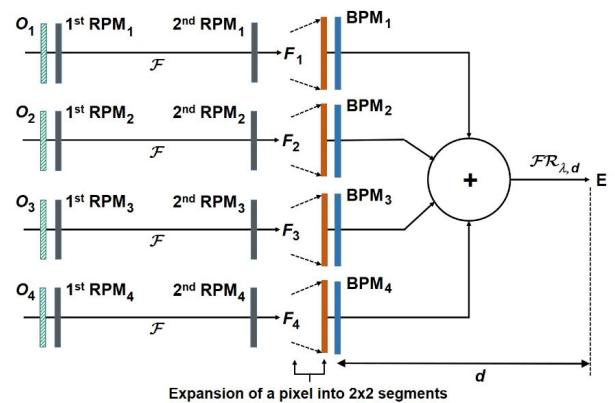 O₁ 1ˢᵗ RPM₁ 2ⁿᵈ RPM₁ BPM₁
ℱ F₁
O₂ 1ˢᵗ RPM₂ 2ⁿᵈ RPM₂ BPM₂
ℱ F₂
+ ℱℛλ,d E
O₃ 1ˢᵗ RPM₃ 2ⁿᵈ RPM₃ BPM₃
ℱ F₃
O₄ 1ˢᵗ RPM₄ 2ⁿᵈ RPM₄ BPM₄
ℱ F₄
d
Expansion of a pixel into 2x2 segments